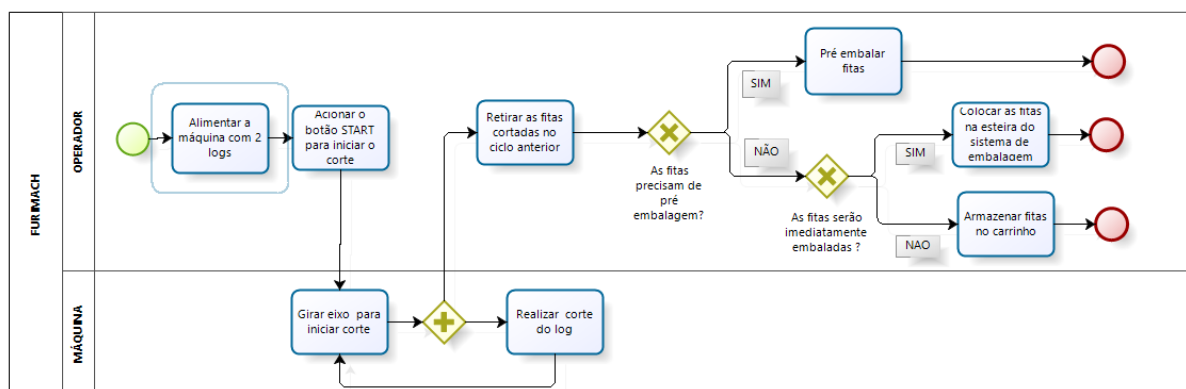 FURIMACH
OPERADOR
Alimentar a
máquina com 2
logs
Acionar o
botão START
para iniciar o
corte
Retirar as fitas
cortadas no
ciclo anterior
As fitas
precisam de
pré
embalagem?
SIM
Pré embalar
fitas
NÃO
As fitas serão
imediatamente
embaladas ?
SIM
Colocar as fitas
na esteira do
sistema de
embalagem
NAO
Armazenar fitas
no carrinho
MÁQUINA
Girar eixo para
iniciar corte
Realizar corte
do log